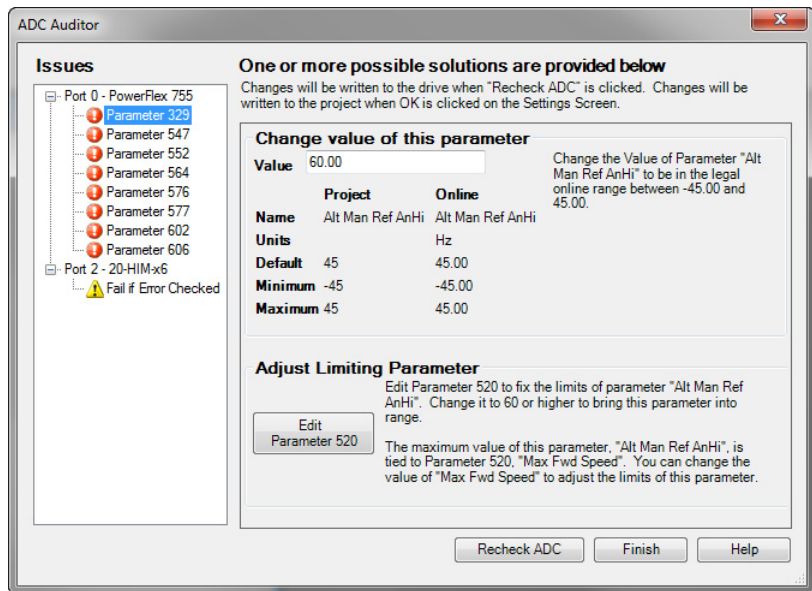 ADC Auditor
Issues
Port 0 - PowerFlex 755
Parameter 329
Parameter 547
Parameter 552
Parameter 564
Parameter 576
Parameter 577
Parameter 602
Parameter 606
Port 2 - 20-HIM-x6
Fail if Error Checked
One or more possible solutions are provided below
Changes will be written to the drive when "Recheck ADC" is clicked. Changes will be
written to the project when OK is clicked on the Settings Screen.
Change value of this parameter
Value 60.00
Project Online
Name Alt Man Ref AnHi Alt Man Ref AnHi
Units Hz
Default 45 45.00
Minimum -45 -45.00
Maximum 45 45.00
Change the Value of Parameter "Alt
Man Ref AnHi" to be in the legal
online range between -45.00 and
45.00.
Adjust Limiting Parameter
Edit
Parameter 520
Edit Parameter 520 to fix the limits of parameter "Alt Man Ref
AnHi". Change it to 60 or higher to bring this parameter into
range.
The maximum value of this parameter, "Alt Man Ref AnHi", is
tied to Parameter 520, "Max Fwd Speed". You can change the
value of "Max Fwd Speed" to adjust the limits of this parameter.
Recheck ADC Finish Help